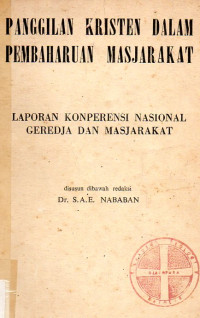 PANGGILAN KRISTEN DALAM
PEMBAHARUAN MASJARAKAT
LAPORAN KONPERENSI NASIONAL
GEREDJA DAN MASJARAKAT
disusun dibawah redaksi
Dr. S.A.E. NABABAN